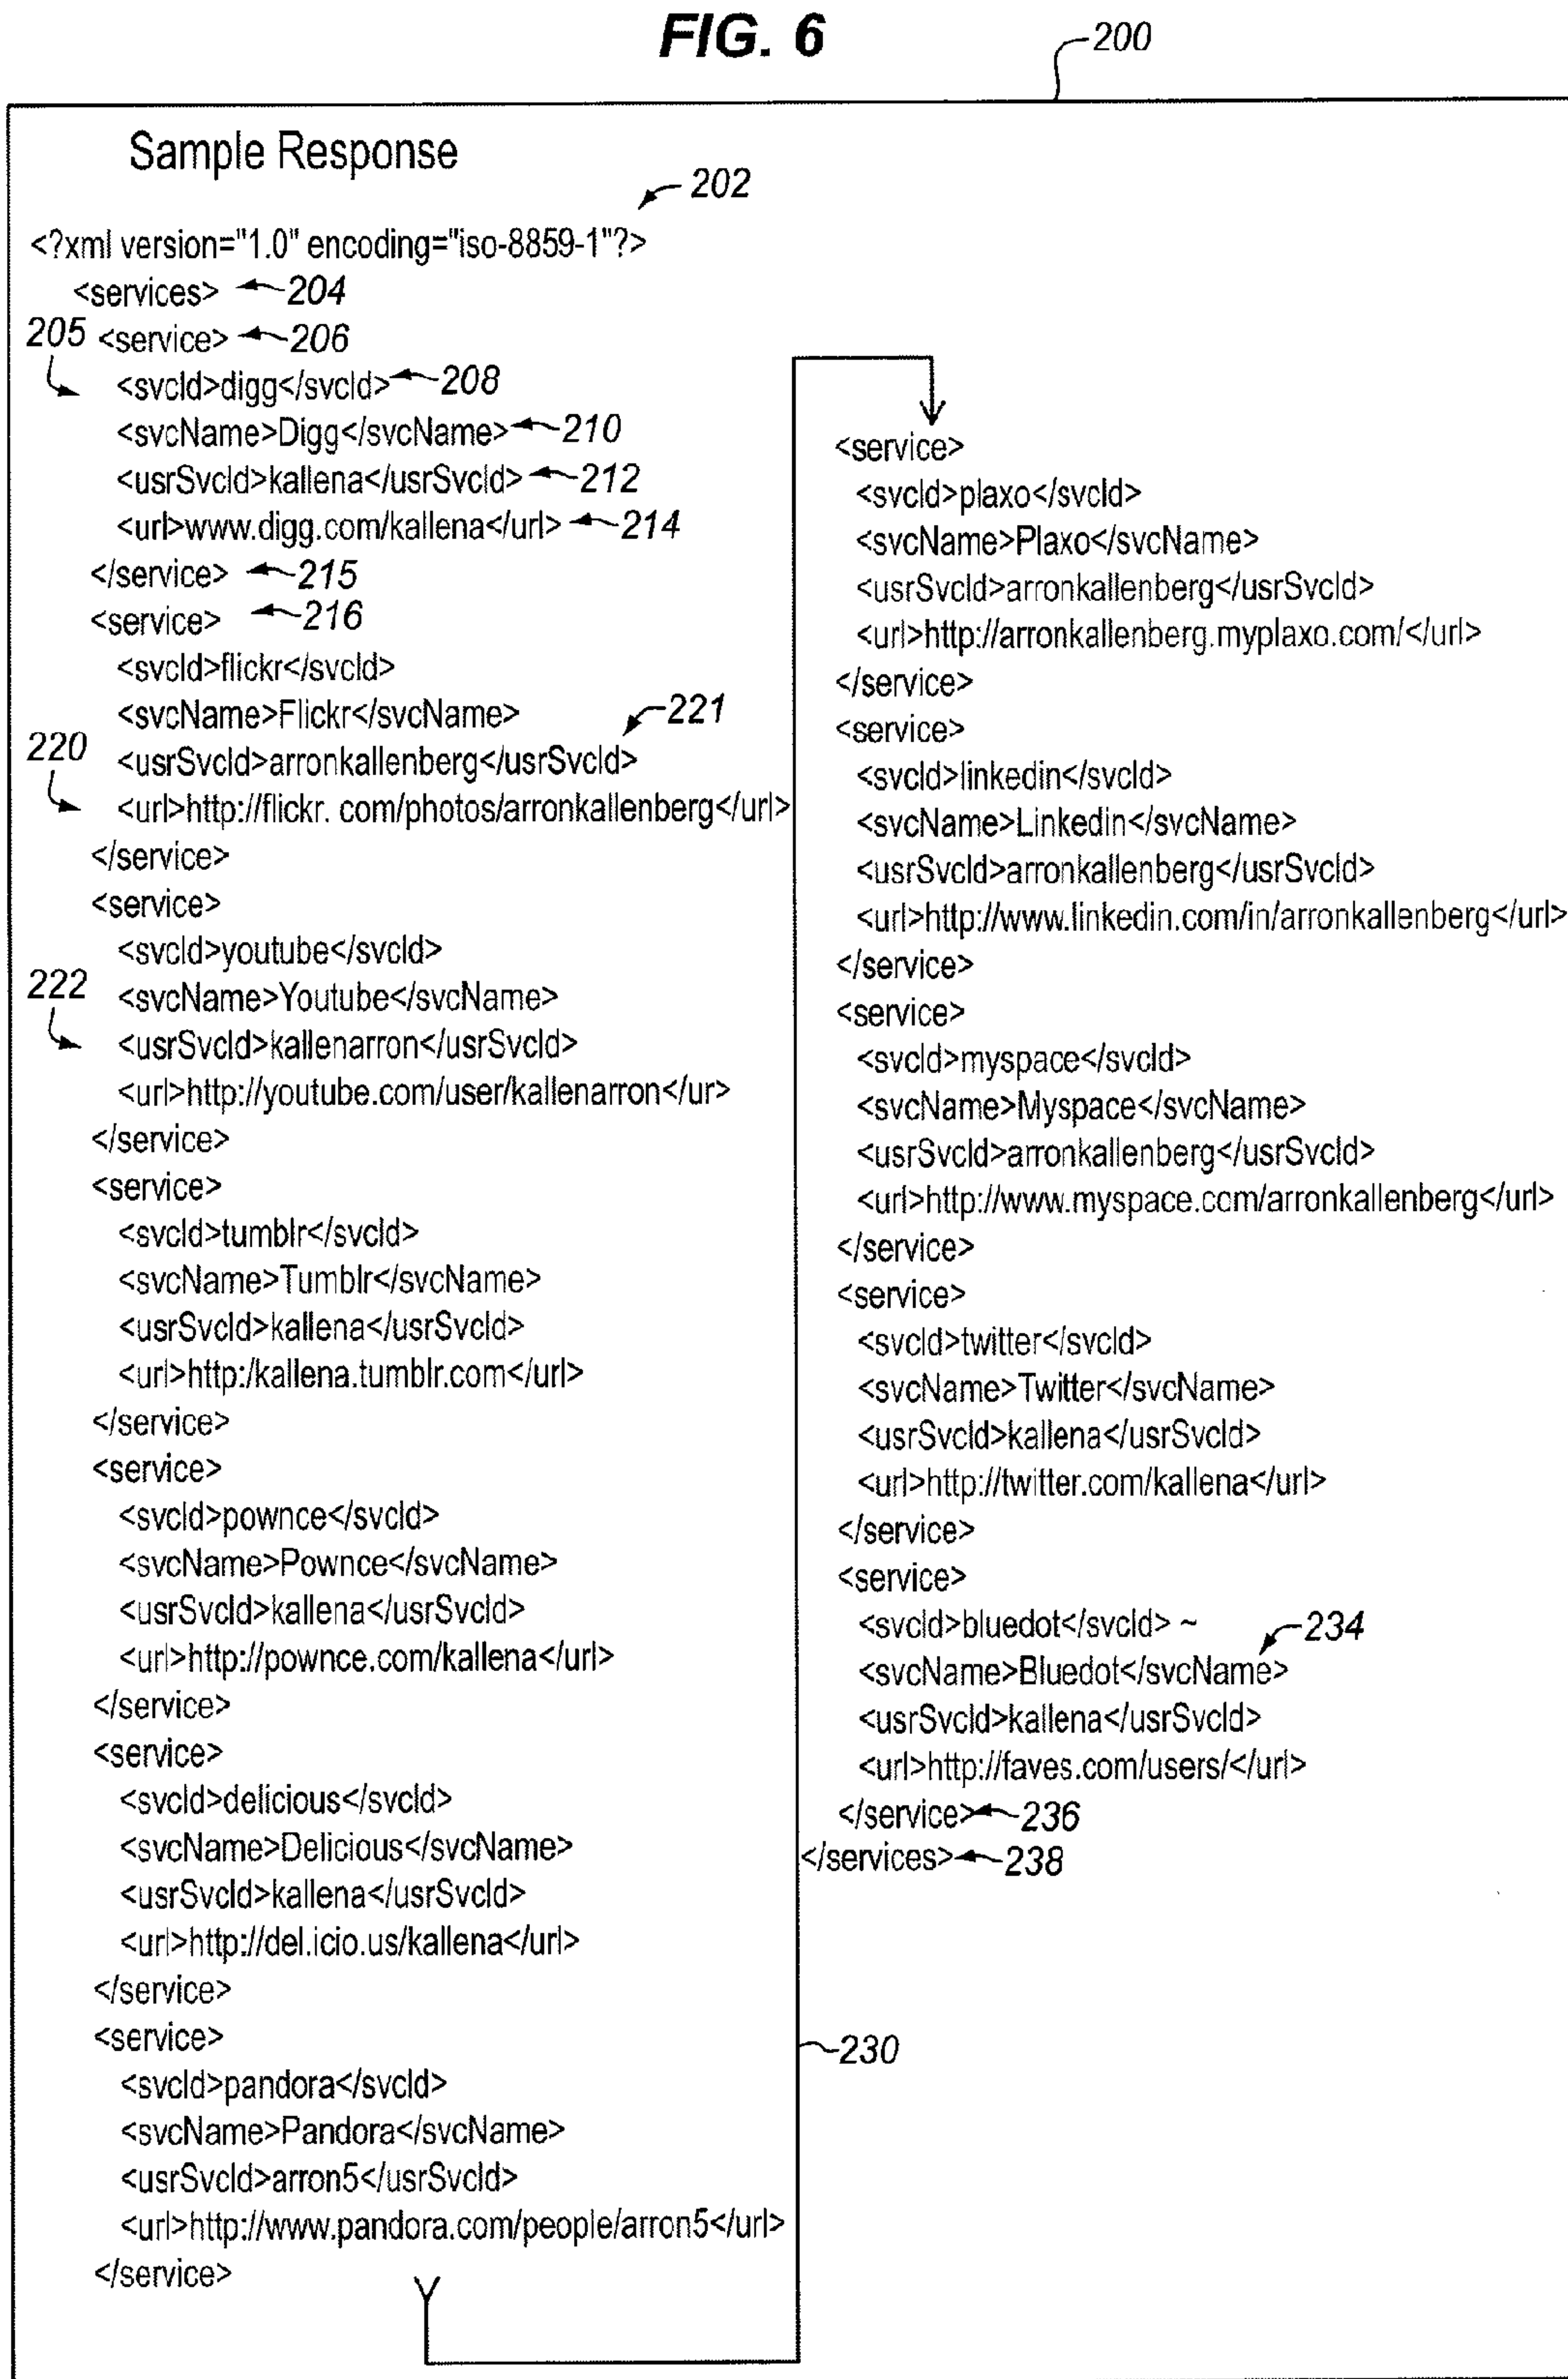 FIG. 6
200
Sample Response
202
<?xml version="1.0" encoding="iso-8859-1"?>
<services> 204
205 <service> 206
<svcId>digg</svcId> 208
<svcName>Digg</svcName> 210
<usrSvcId>kallena</usrSvcId> 212
<url>www.digg.com/kallena</url> 214
</service> 215
<service> 216
<svcId>flickr</svcId>
<svcName>Flickr</svcName> 221
220 <usrSvcId>arronkallenberg</usrSvcId>
<url>http://flickr. com/photos/arronkallenberg</url>
</service>
<service>
<svcId>youtube</svcId>
222 <svcName>Youtube</svcName>
<usrSvcId>kallenarron</usrSvcId>
<url>http://youtube.com/user/kallenarron</ur>
</service>
<service>
<svcId>tumblr</svcId>
<svcName>Tumblr</svcName>
<usrSvcId>kallena</usrSvcId>
<url>http:/kallena.tumblr.com</url>
</service>
<service>
<svcId>pownce</svcId>
<svcName>Pownce</svcName>
<usrSvcId>kallena</usrSvcId>
<url>http://pownce.com/kallena</url>
</service>
<service>
<svcId>delicious</svcId>
<svcName>Delicious</svcName>
<usrSvcId>kallena</usrSvcId>
<url>http://del.icio.us/kallena</url>
</service>
<service>
<svcId>pandora</svcId>
<svcName>Pandora</svcName>
<usrSvcId>arron5</usrSvcId>
<url>http://www.pandora.com/people/arron5</url>
</service>
230
<service>
<svcId>plaxo</svcId>
<svcName>Plaxo</svcName>
<usrSvcId>arronkallenberg</usrSvcId>
<url>http://arronkallenberg.myplaxo.com/</url>
</service>
<service>
<svcId>linkedin</svcId>
<svcName>Linkedin</svcName>
<usrSvcId>arronkallenberg</usrSvcId>
<url>http://www.linkedin.com/in/arronkallenberg</url>
</service>
<service>
<svcId>myspace</svcId>
<svcName>Myspace</svcName>
<usrSvcId>arronkallenberg</usrSvcId>
<url>http://www.myspace.com/arronkallenberg</url>
</service>
<service>
<svcId>twitter</svcId>
<svcName>Twitter</svcName>
<usrSvcId>kallena</usrSvcId>
<url>http://twitter.com/kallena</url>
</service>
<service>
<svcId>bluedot</svcId> ~ 234
<svcName>Bluedot</svcName>
<usrSvcId>kallena</usrSvcId>
<url>http://faves.com/users/</url>
</service> 236
</services> 238